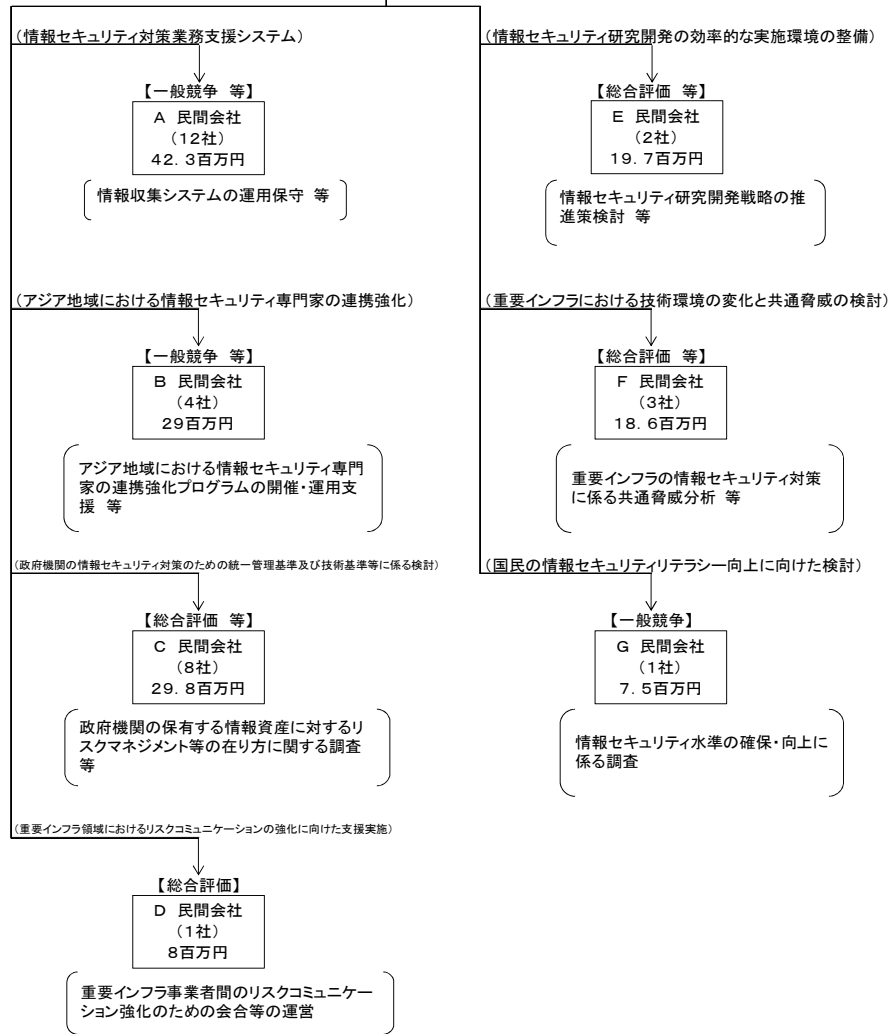 (情報セキュリティ対策業務支援システム)
【一般競争 等】
A 民間会社
(12社)
42.3百万円
情報収集システムの運用保守 等
(アジア地域における情報セキュリティ専門家の連携強化)
【一般競争 等】
B 民間会社
(4社)
29百万円
アジア地域における情報セキュリティ専門
家の連携強化プログラムの開催・運用支
援 等
(政府機関の情報セキュリティ対策のための統一管理基準及び技術基準等に係る検討)
【総合評価 等】
C 民間会社
(8社)
29.8百万円
政府機関の保有する情報資産に対するリ
スクマネジメント等の在り方に関する調査
等
(重要インフラ領域におけるリスクコミュニケーションの強化に向けた支援実施)
【総合評価】
D 民間会社
(1社)
8百万円
重要インフラ事業者間のリスクコミュニケー
ション強化のための会合等の運営
(情報セキュリティ研究開発の効率的な実施環境の整備)
【総合評価 等】
E 民間会社
(2社)
19.7百万円
情報セキュリティ研究開発戦略の推
進策検討 等
(重要インフラにおける技術環境の変化と共通脅威の検討)
【総合評価 等】
F 民間会社
(3社)
18.6百万円
重要インフラの情報セキュリティ対策
に係る共通脅威分析 等
(国民の情報セキュリティリテラシー向上に向けた検討)
【一般競争】
G 民間会社
(1社)
7.5百万円
情報セキュリティ水準の確保・向上に
係る調査